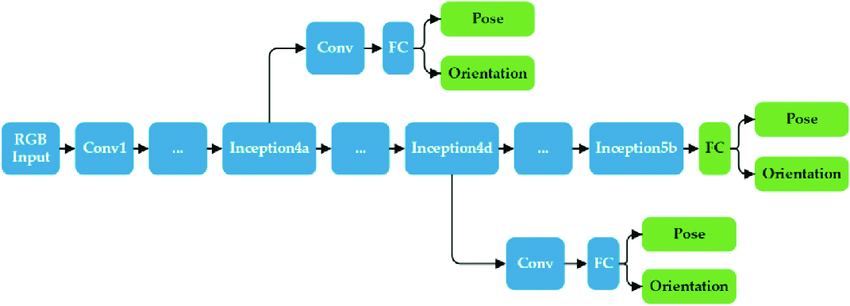 Pose
Conv
FC
Orientation
RGB
Input
Conv1
...
Inception4a
...
Inception4d
...
Inception5b
FC
Pose
Orientation
Conv
FC
Pose
Orientation